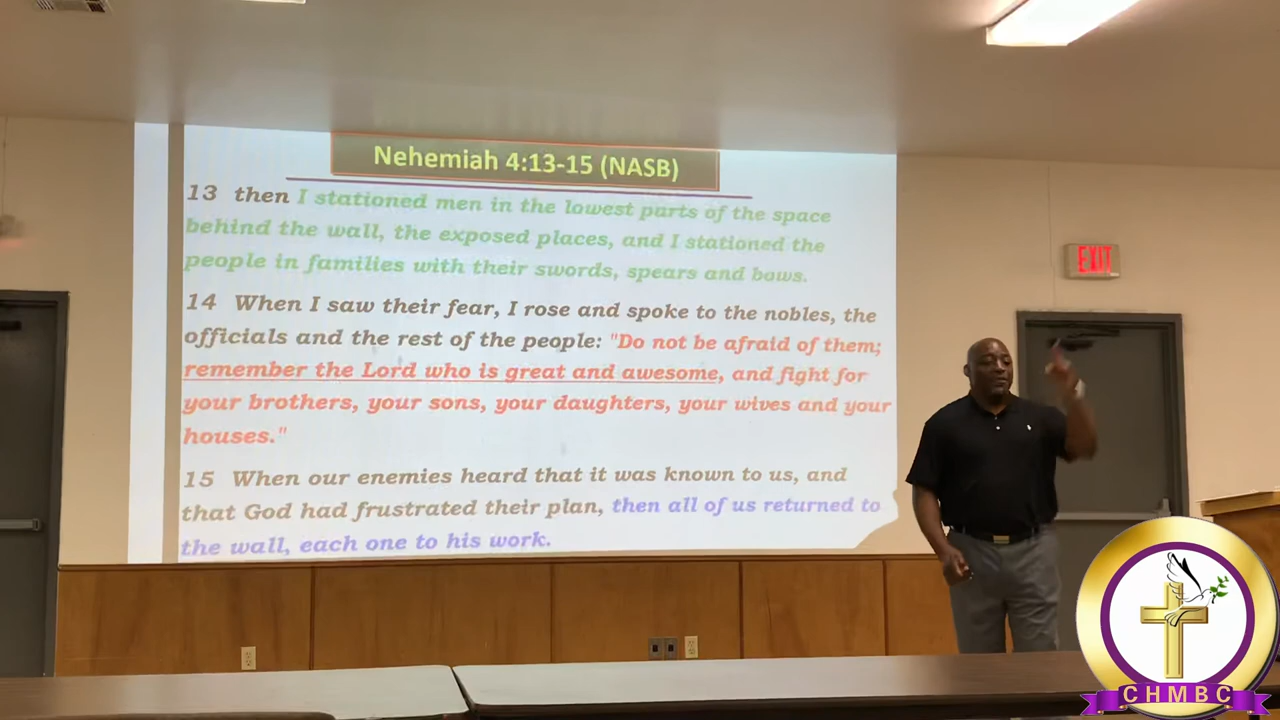 Nehemiah 4:13-15 (NASB)
13 then I stationed men in the lowest parts of the space
behind the wall, the exposed places, and I stationed the
people in families with their swords, spears and bows.
14 When I saw their fear, I rose and spoke to the nobles, the
officials and the rest of the people: "Do not be afraid of them;
remember the Lord who is great and awesome, and fight for
your brothers, your sons, your daughters, your wives and your
houses."
15 When our enemies heard that it was known to us, and
that God had frustrated their plan, then all of us returned to
the wall, each one to his work.
EXIT
CHMBC